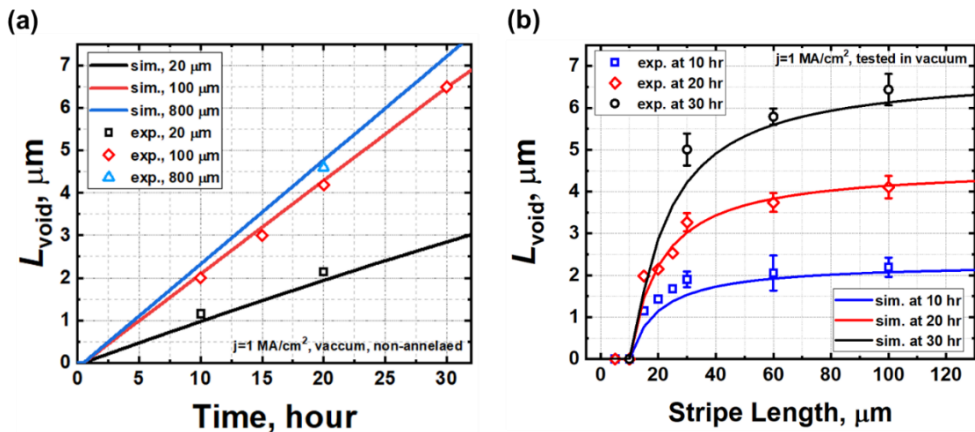 (a)
7
6
5
4
3
2
1
0
L_void, μm
sim., 20 μm
sim., 100 μm
sim., 800 μm
exp., 20 μm
exp., 100 μm
exp., 800 μm
j=1 MA/cm², vaccum, non-annelaed
0 5 10 15 20 25 30
Time, hour
(b)
7
6
5
4
3
2
1
0
L_void, μm
j=1 MA/cm², tested in vacuum
exp. at 10 hr
exp. at 20 hr
exp. at 30 hr
sim. at 10 hr
sim. at 20 hr
sim. at 30 hr
0 20 40 60 80 100 120
Stripe Length, μm